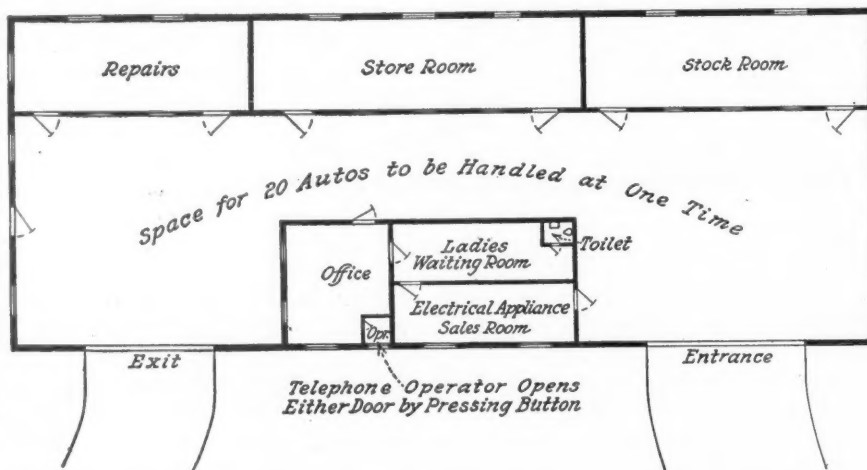 Repairs
Store Room
Stock Room
Space for 20 Autos to be Handled at One Time
Office
Ladies
Waiting Room
Toilet
Electrical Appliance
Sales Room
Opr.
Exit
Entrance
Telephone Operator Opens
Either Door by Pressing Button